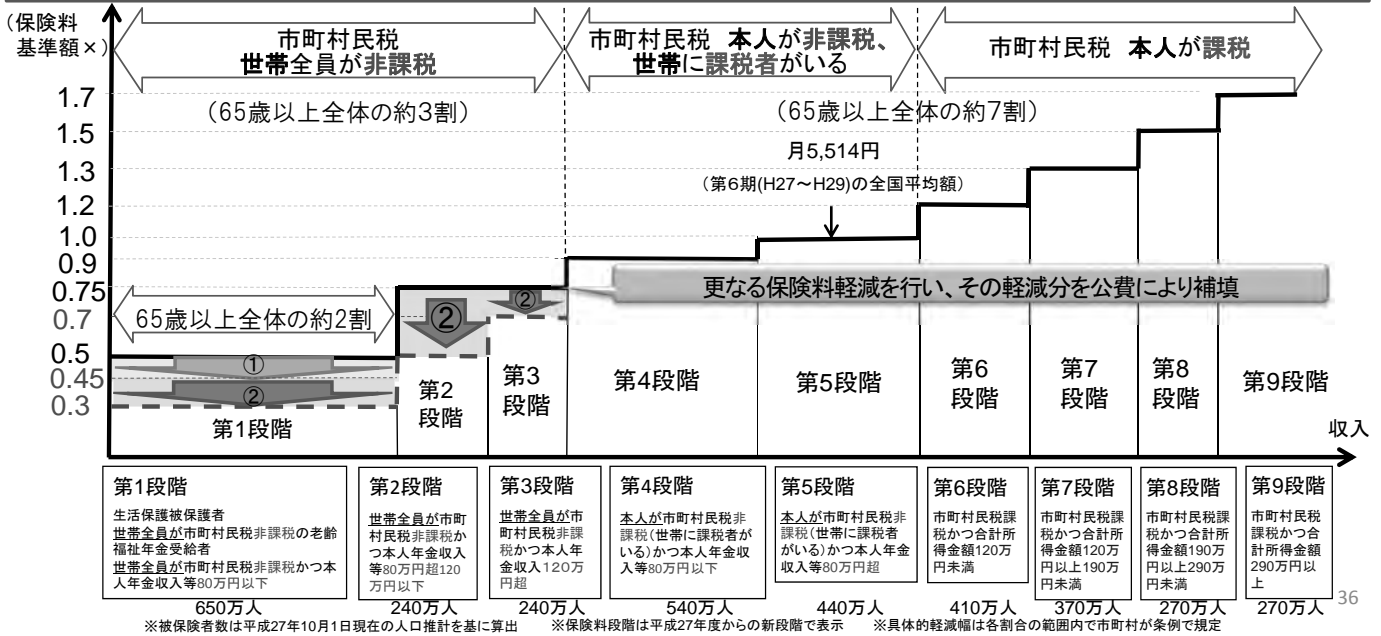 (保険料
基準額×)
市町村民税
世帯全員が非課税
市町村民税 本人が非課税、
世帯に課税者がいる
市町村民税 本人が課税
(65歳以上全体の約3割)
(65歳以上全体の約7割)
1.7
1.5
1.3
1.2
1.0
0.9
0.75
0.7
0.5
0.45
0.3
月5,514円
(第6期(H27～H29)の全国平均額)
更なる保険料軽減を行い、その軽減分を公費により補填
65歳以上全体の約2割
①
②
②
②
第1段階
第2
段階
第3
段階
第4段階
第5段階
第6
段階
第7
段階
第8
段階
第9段階
収入
第1段階
生活保護被保護者
世帯全員が市町村民税非課税の老齢
福祉年金受給者
世帯全員が市町村民税非課税かつ本
人年金収入等80万円以下
650万人
第2段階
世帯全員が市町
村民税非課税か
つ本人年金収入
等80万円超120
万円以下
240万人
第3段階
世帯全員が市
町村民税非課
税かつ本人年
金収入120万
円超
240万人
第4段階
本人が市町村民税非
課税(世帯に課税者が
いる)かつ本人年金収
入等80万円以下
540万人
第5段階
本人が市町村民税非
課税(世帯に課税者
がいる)かつ本人年金
収入等80万円超
440万人
第6段階
市町村民税課
税かつ合計所
得金額120万
円未満
410万人
第7段階
市町村民税課
税かつ合計所
得金額120万
円以上190万
円未満
370万人
第8段階
市町村民税課
税かつ合計所
得金額190万
円以上290万
円未満
270万人
第9段階
市町村民税
課税かつ合
計所得金額
290万円以
上
270万人
36
※被保険者数は平成27年10月1日現在の人口推計を基に算出 ※保険料段階は平成27年度からの新段階で表示 ※具体的軽減幅は各割合の範囲内で市町村が条例で規定